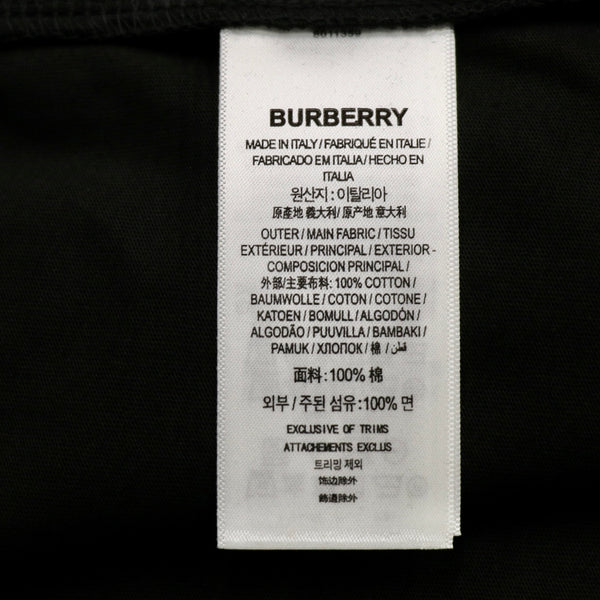 BURBERRY
MADE IN ITALY / FABRIQUÉ EN ITALIE /
FABRICADO EM ITALIA / HECHO EN
ITALIA
원산지 : 이탈리아
原產地 義大利/ 原产地 意大利
OUTER / MAIN FABRIC / TISSU
EXTÉRIEUR / PRINCIPAL / EXTERIOR -
COMPOSICION PRINCIPAL /
外部/主要布料: 100% COTTON /
BAUMWOLLE / COTON / COTONE /
KATOEN / BOMULL / ALGODÓN /
ALGODÃO / PUUVILLA / BAMBAKI /
PAMUK / ХЛОПОК / 棉 / قطن
面料 : 100% 棉
외부 / 주된 섬유 : 100% 면
EXCLUSIVE OF TRIMS
ATTACHEMENTS EXCLUS
트리밍 제외
饰边除外
飾邊除外